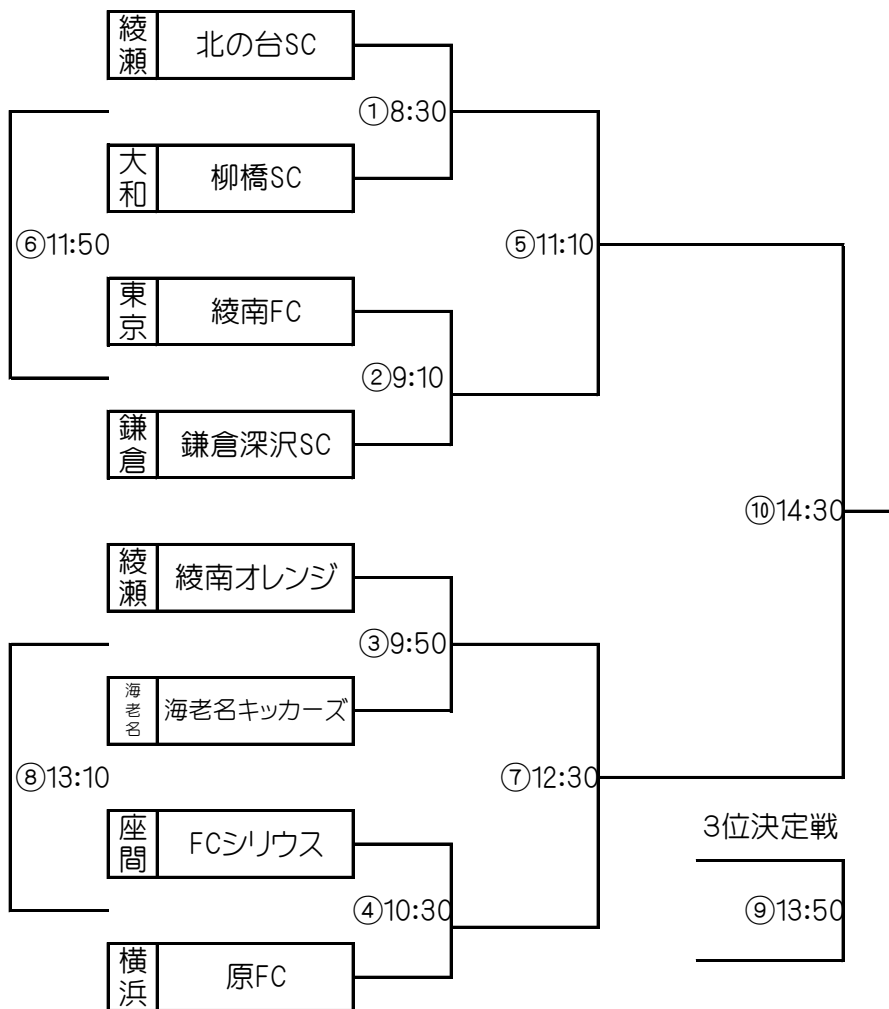 綾瀬 北の台SC
①8:30
大和 柳橋SC
⑥11:50
⑤11:10
東京 綾南FC
②9:10
鎌倉 鎌倉深沢SC
⑩14:30
綾瀬 綾南オレンジ
③9:50
海老名 海老名キッカーズ
⑧13:10
⑦12:30
3位決定戦
座間 FCシリウス
④10:30
⑨13:50
横浜 原FC